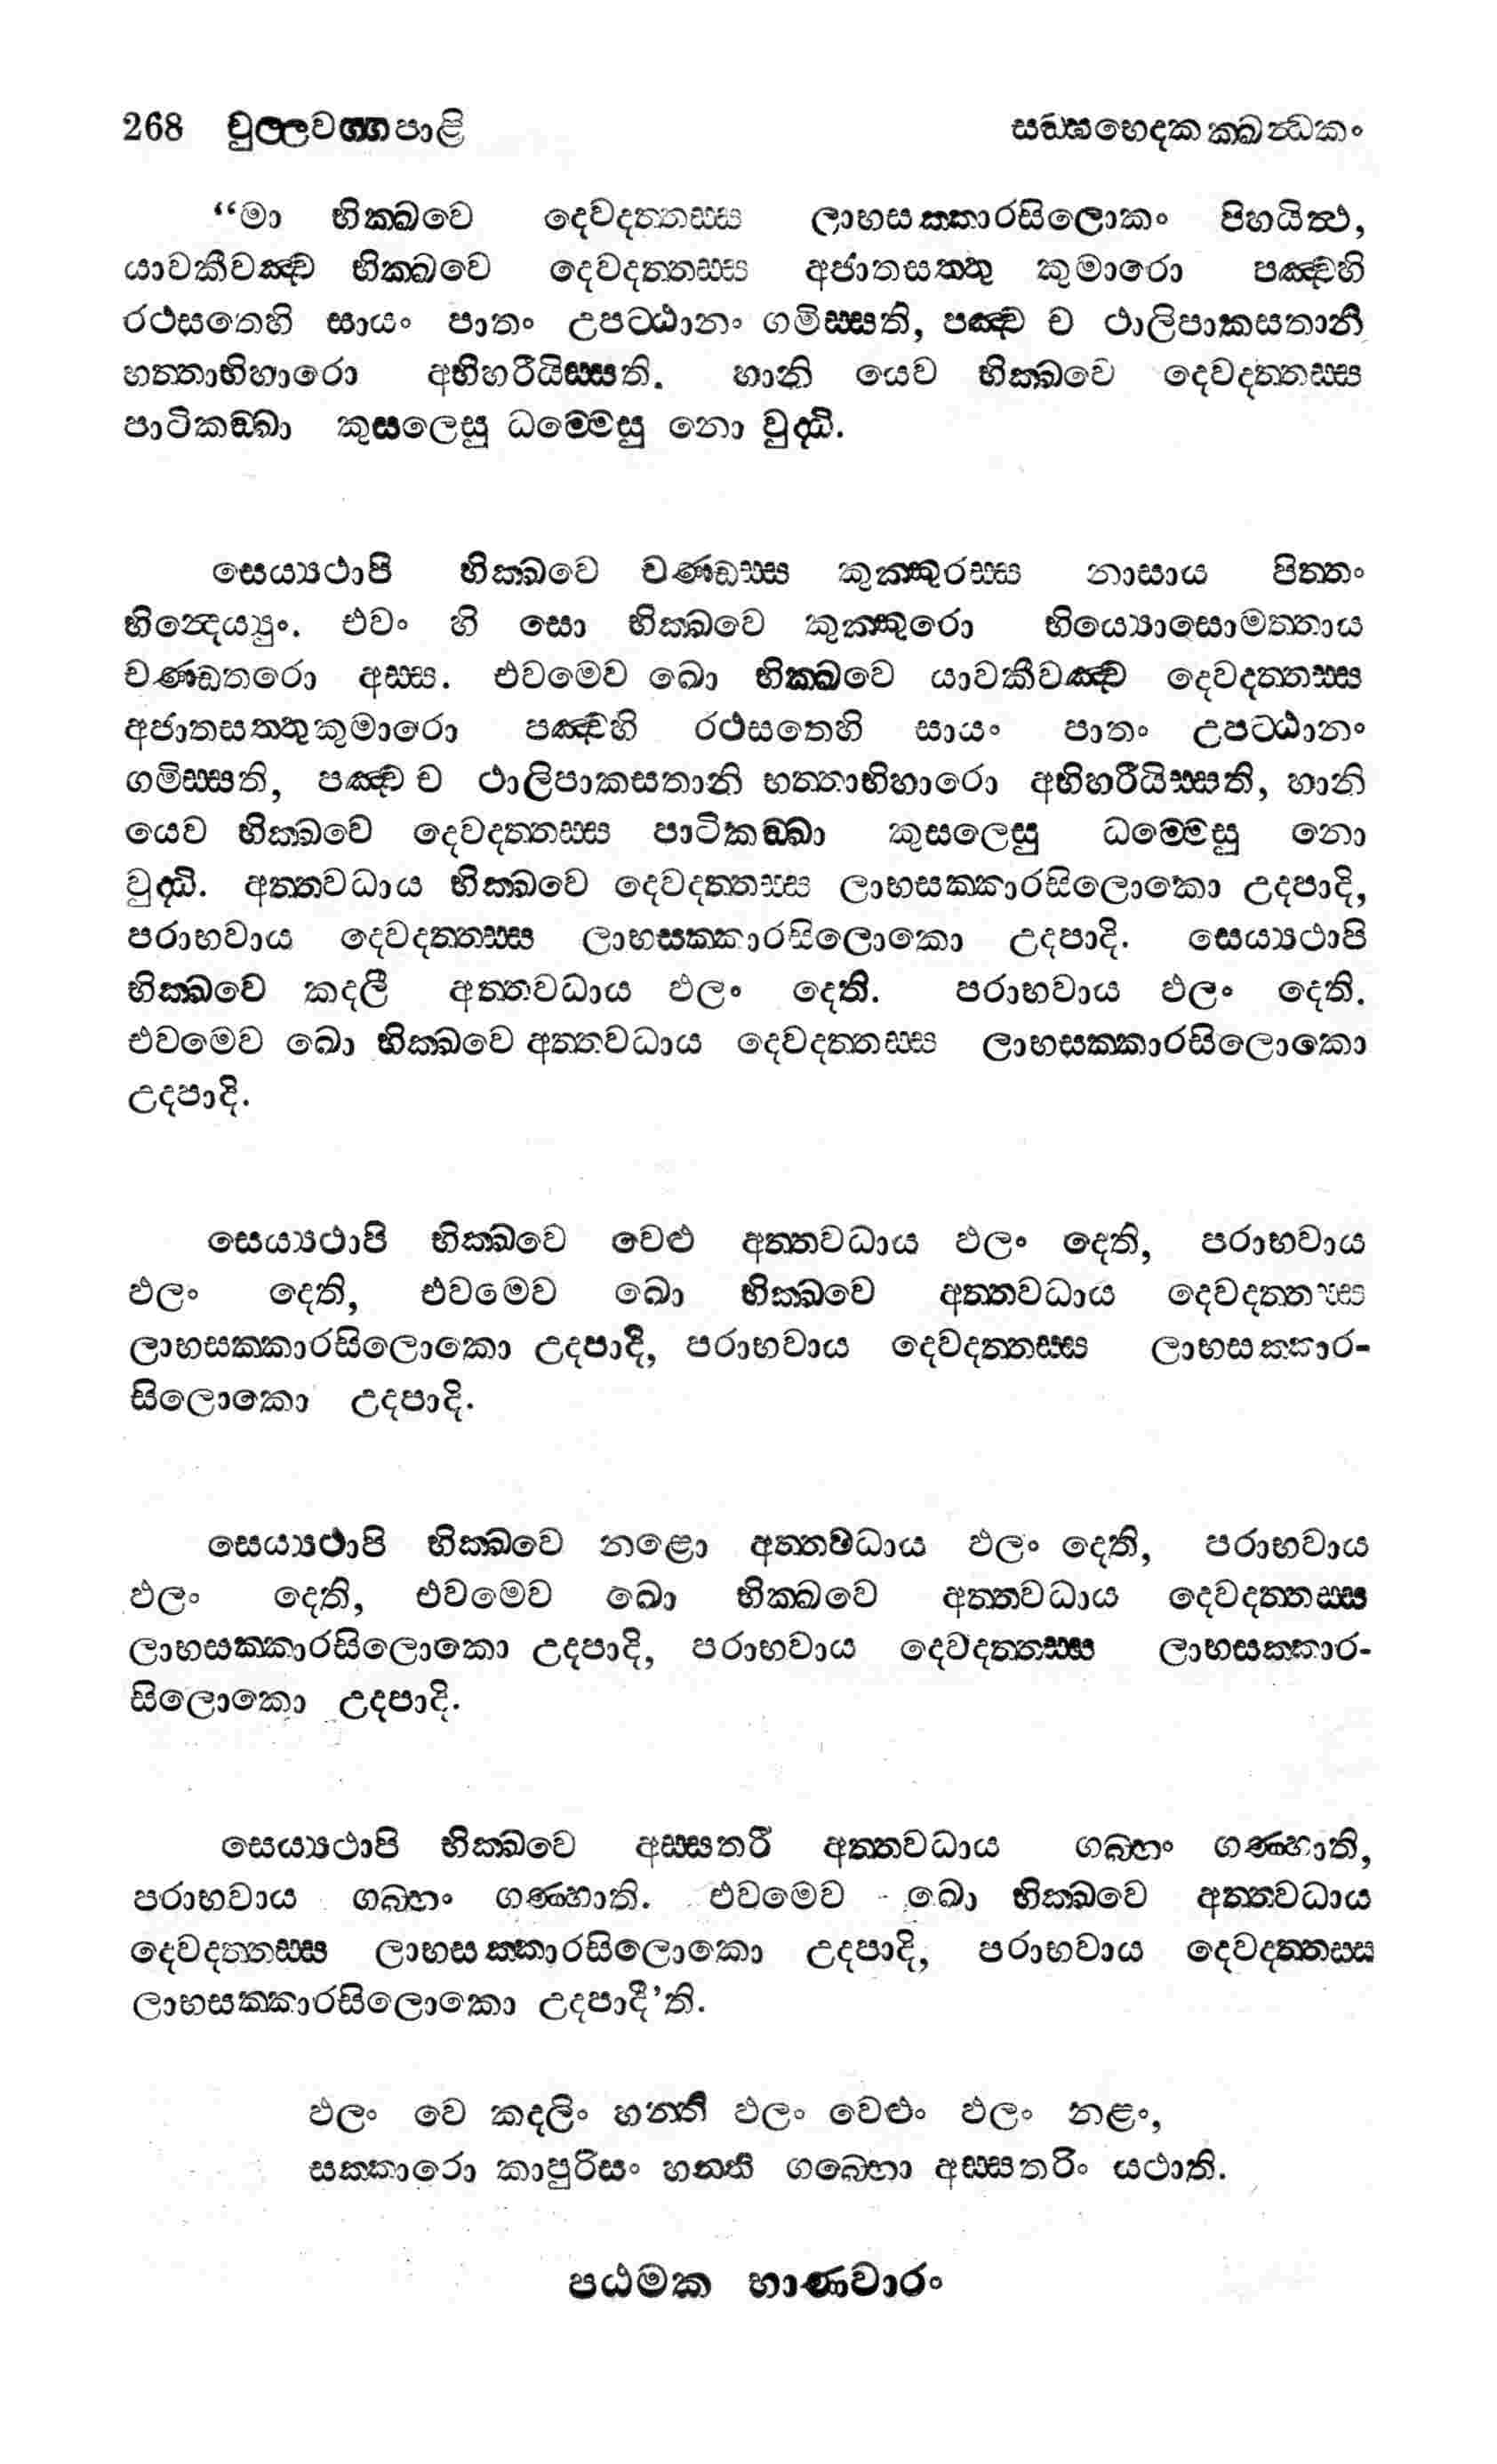 268 චුල්ලවග්ගපාළි සඞ්ඝභෙදකක්ඛන්ධකං
“මා භික්ඛවෙ දෙවදත්තස්ස ලාභසක්කාරසිලොකං පිහයිත්ථ,
යාවකීවඤ්ච භික්ඛවෙ දෙවදත්තස්ස අජාතසත්තු කුමාරො පඤ්චහි
රථසතෙහි සායං පාතං උපට්ඨානං ගමිස්සති, පඤ්ච ච ථාලිපාකසතානි
භත්තාභිහාරො අභිහරීයිස්සති. හානි යෙව භික්ඛවෙ දෙවදත්තස්ස
පාටිකඞ්ඛා කුසලෙසු ධම්මෙසු නො වුද්ධි.
සෙය්‍යථාපි භික්ඛවෙ චණ්ඩස්ස කුක්කුරස්ස නාසාය පිත්තං
භින්දෙය්‍යුං. එවං හි සො භික්ඛවෙ කුක්කුරො භිය්‍යොසොමත්තාය
චණ්ඩතරො අස්ස. එවමෙව ඛො භික්ඛවෙ යාවකීවඤ්ච දෙවදත්තස්ස
අජාතසත්තුකුමාරො පඤ්චහි රථසතෙහි සායං පාතං උපට්ඨානං
ගමිස්සති, පඤ්ච ච ථාලිපාකසතානි භත්තාභිහාරො අභිහරීයිස්සති, හානි
යෙව භික්ඛවෙ දෙවදත්තස්ස පාටිකඞ්ඛා කුසලෙසු ධම්මෙසු නො
වුද්ධි. අත්තවධාය භික්ඛවෙ දෙවදත්තස්ස ලාභසක්කාරසිලොකො උදපාදි,
පරාභවාය දෙවදත්තස්ස ලාභසක්කාරසිලොකො උදපාදි. සෙය්‍යථාපි
භික්ඛවෙ කදලී අත්තවධාය ඵලං දෙති. පරාභවාය ඵලං දෙති.
එවමෙව ඛො භික්ඛවෙ අත්තවධාය දෙවදත්තස්ස ලාභසක්කාරසිලොකො
උදපාදි.
සෙය්‍යථාපි භික්ඛවෙ වෙළු අත්තවධාය ඵලං දෙති, පරාභවාය
ඵලං දෙති, එවමෙව ඛො භික්ඛවෙ අත්තවධාය දෙවදත්තස්ස
ලාභසක්කාරසිලොකො උදපාදි, පරාභවාය දෙවදත්තස්ස ලාභසක්කාර-
සිලොකො උදපාදි.
සෙය්‍යථාපි භික්ඛවෙ නළො අත්තවධාය ඵලං දෙති, පරාභවාය
ඵලං දෙති, එවමෙව ඛො භික්ඛවෙ අත්තවධාය දෙවදත්තස්ස
ලාභසක්කාරසිලොකො උදපාදි, පරාභවාය දෙවදත්තස්ස ලාභසක්කාර-
සිලොකො උදපාදි.
සෙය්‍යථාපි භික්ඛවෙ අස්සතරී අත්තවධාය ගබ්භං ගණ්හාති,
පරාභවාය ගබ්භං ගණ්හාති. එවමෙව ඛො භික්ඛවෙ අත්තවධාය
දෙවදත්තස්ස ලාභසක්කාරසිලොකො උදපාදි, පරාභවාය දෙවදත්තස්ස
ලාභසක්කාරසිලොකො උදපාදී’ති.
ඵලං වෙ කදලිං හන්ති ඵලං වෙළුං ඵලං නළං,
සක්කාරො කාපුරිසං හන්ති ගබ්භො අස්සතරිං යථාති.
පඨමක භාණවාරං